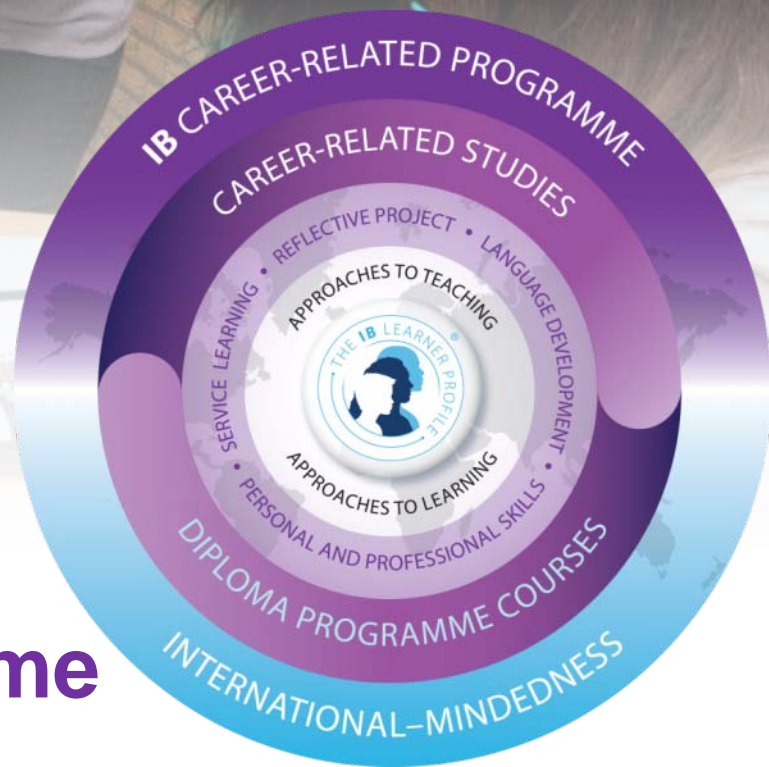 IB CAREER-RELATED PROGRAMME
CAREER-RELATED STUDIES
SERVICE LEARNING • REFLECTIVE PROJECT • LANGUAGE DEVELOPMENT •
APPROACHES TO TEACHING
THE IB LEARNER PROFILE ®
APPROACHES TO LEARNING
• PERSONAL AND PROFESSIONAL SKILLS
DIPLOMA PROGRAMME COURSES
INTERNATIONAL–MINDEDNESS
me